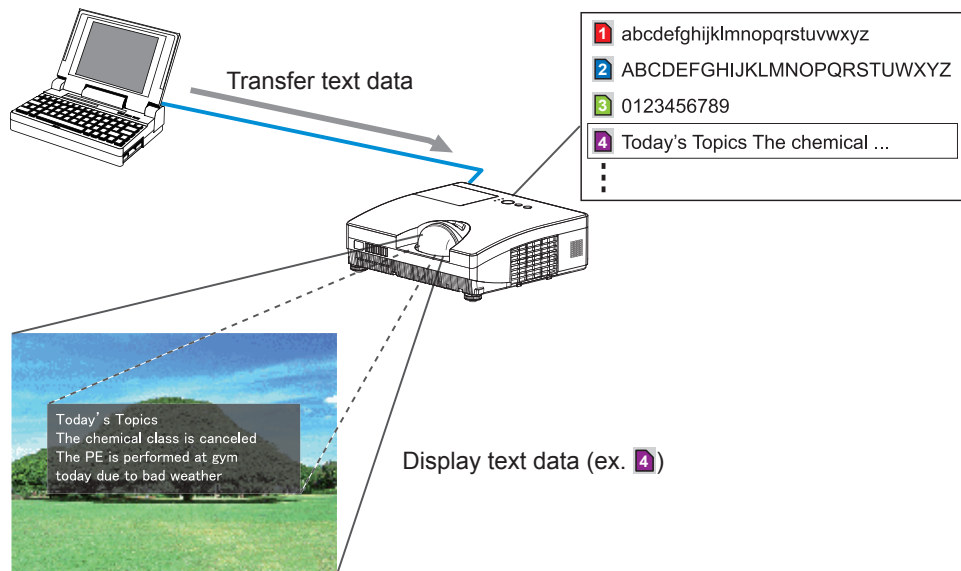 Transfer text data
1 abcdefghijklmnopqrstuvwxyz
2 ABCDEFGHIJKLMNOPQRSTUWXYZ
3 0123456789
4 Today's Topics The chemical ...
Today's Topics
The chemical class is canceled
The PE is performed at gym
today due to bad weather
Display text data (ex. 4)